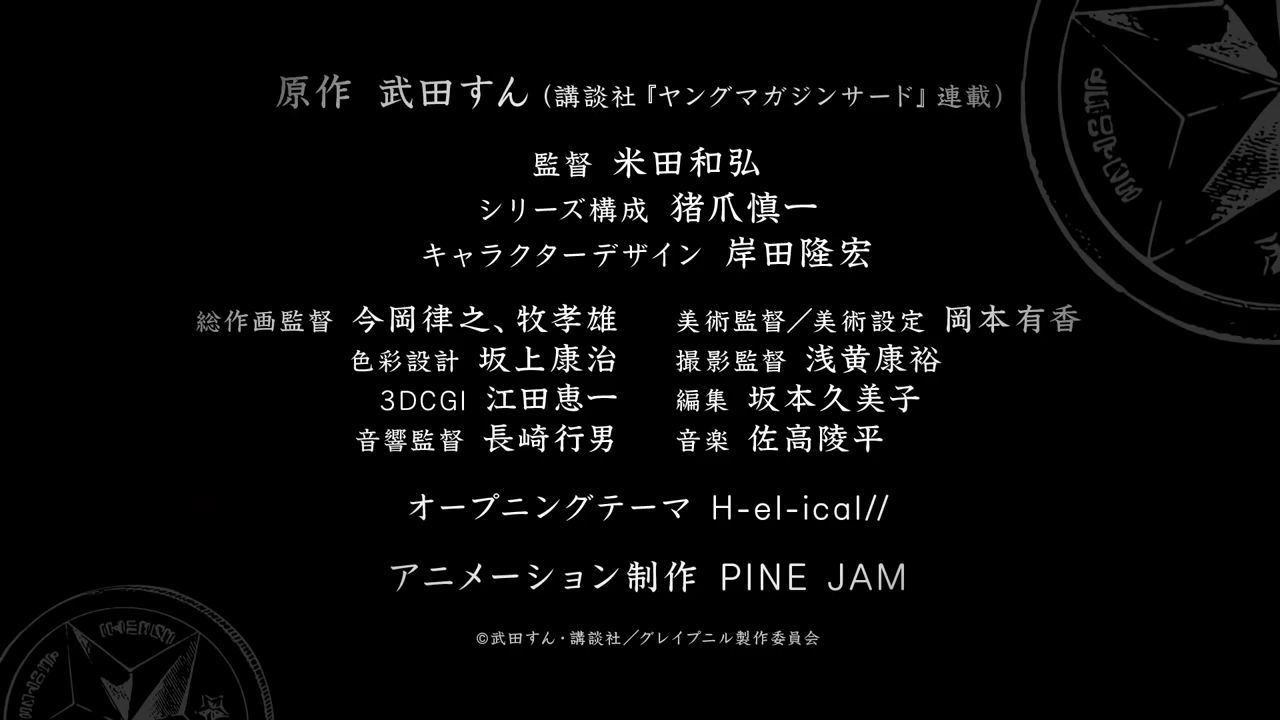 原作 武田すん（講談社『ヤングマガジンサード』連載）
監督 米田和弘
シリーズ構成 猪爪慎一
キャラクターデザイン 岸田隆宏
総作画監督 今岡律之、牧孝雄
色彩設計 坂上康治
3DCGI 江田恵一
音響監督 長崎行男
美術監督／美術設定 岡本有香
撮影監督 浅黄康裕
編集 坂本久美子
音楽 佐高陵平
オープニングテーマ H-el-ical//
アニメーション制作 PINE JAM
©武田すん・講談社／グレイプニル製作委員会